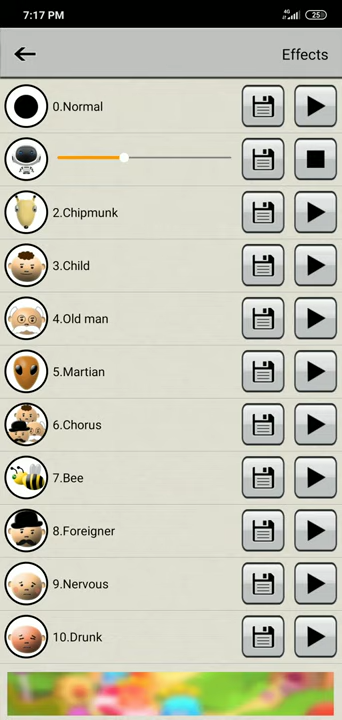 7:17 PM
4G
25
Effects
0.Normal
2.Chipmunk
3.Child
4.Old man
5.Martian
6.Chorus
7.Bee
8.Foreigner
9.Nervous
10.Drunk